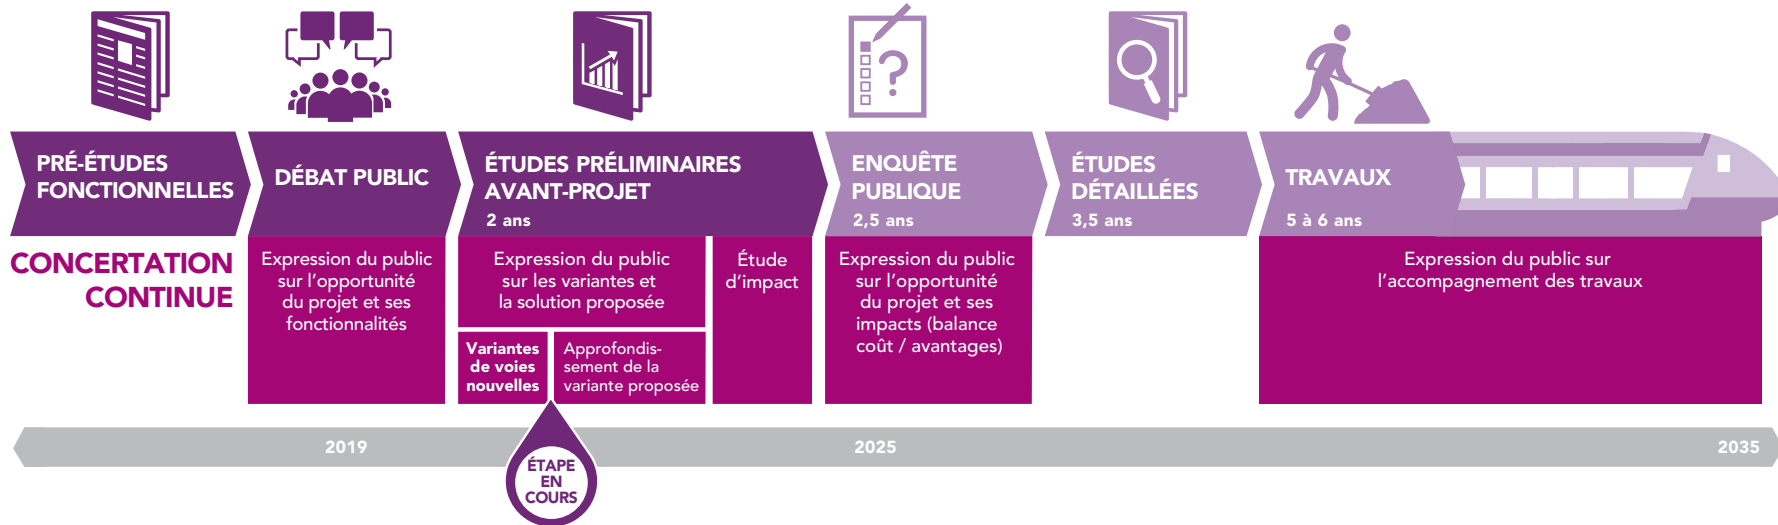 PRÉ-ÉTUDES
FONCTIONNELLES
DÉBAT PUBLIC
ÉTUDES PRÉLIMINAIRES
AVANT-PROJET
2 ans
ENQUÊTE
PUBLIQUE
2,5 ans
ÉTUDES
DÉTAILLÉES
3,5 ans
TRAVAUX
5 à 6 ans
CONCERTATION
CONTINUE
Expression du public
sur l’opportunité
du projet et ses
fonctionnalités
Expression du public
sur les variantes et
la solution proposée
Variantes
de voies
nouvelles
Approfondis-
sement de la
variante proposée
Étude
d’impact
Expression du public
sur l’opportunité
du projet et ses
impacts (balance
coût / avantages)
Expression du public sur
l’accompagnement des travaux
2019
2025
2035
ÉTAPE
EN
COURS